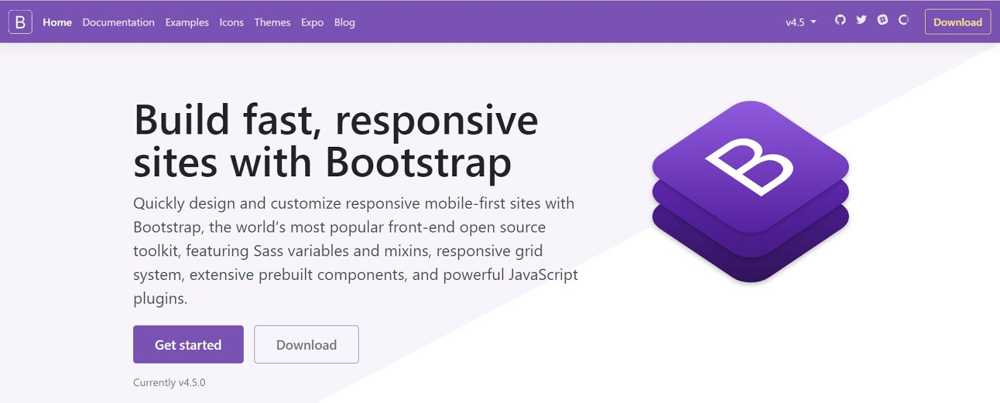 B Home Documentation Examples Icons Themes Expo Blog v4.5 Download
Build fast, responsive
sites with Bootstrap
B
Quickly design and customize responsive mobile-first sites with
Bootstrap, the world’s most popular front-end open source
toolkit, featuring Sass variables and mixins, responsive grid
system, extensive prebuilt components, and powerful JavaScript
plugins.
Get started Download
Currently v4.5.0